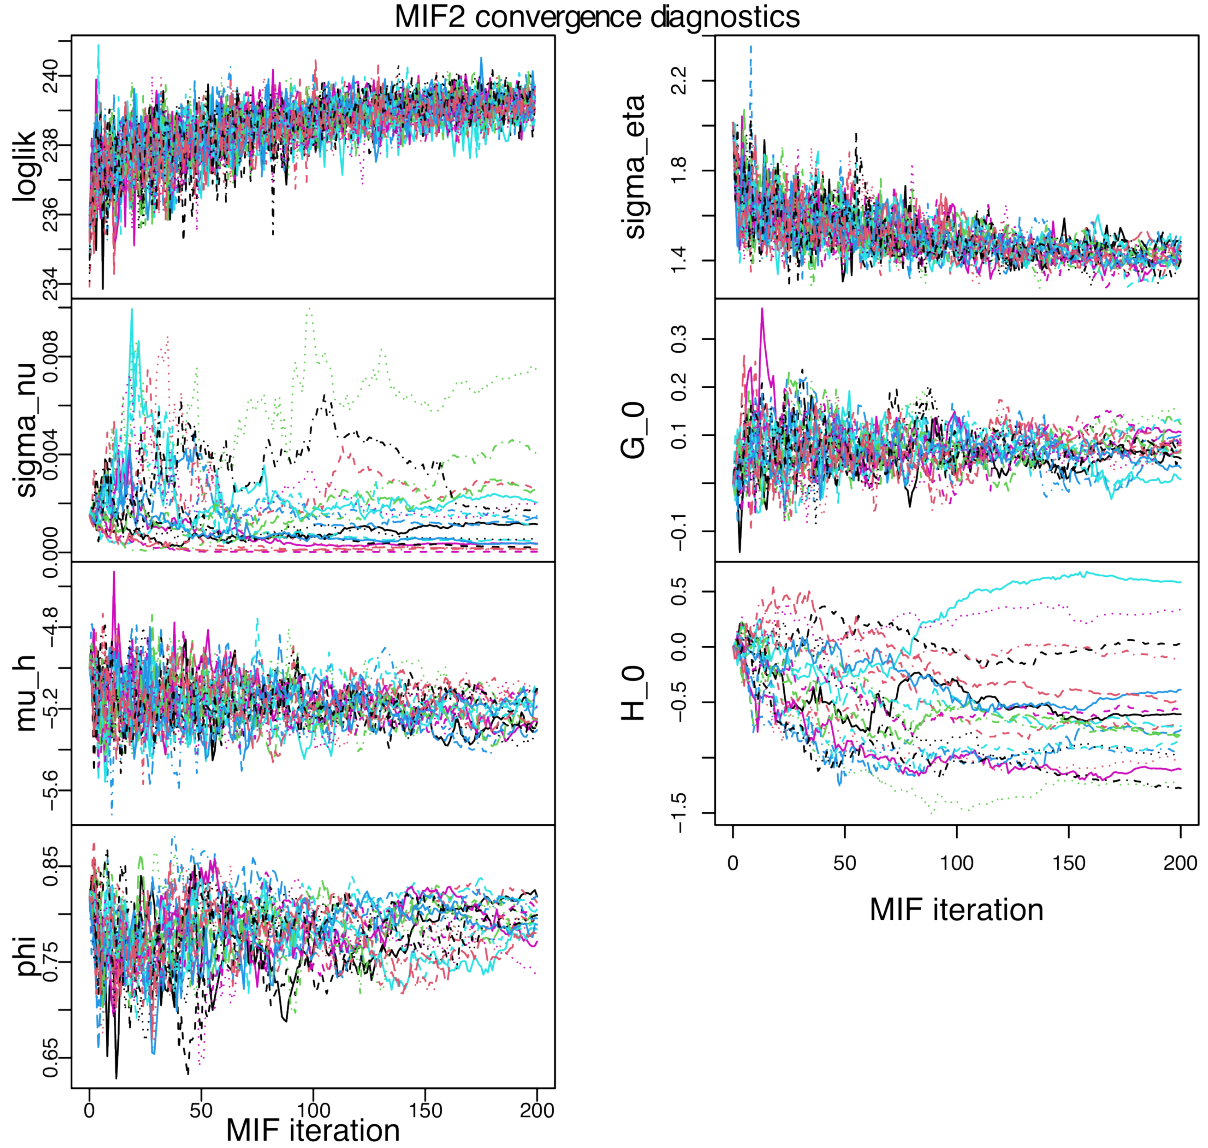 MIF2 convergence diagnostics
loglik
234 236 238 240
sigma_nu
0.000 0.004 0.008
mu_h
−5.6 −5.2 −4.8
phi
0.65 0.75 0.85
0 50 100 150 200
MIF iteration
sigma_eta
1.4 1.8 2.2
G_0
−0.1 0.1 0.2 0.3
H_0
−1.5 −0.5 0.0 0.5
0 50 100 150 200
MIF iteration